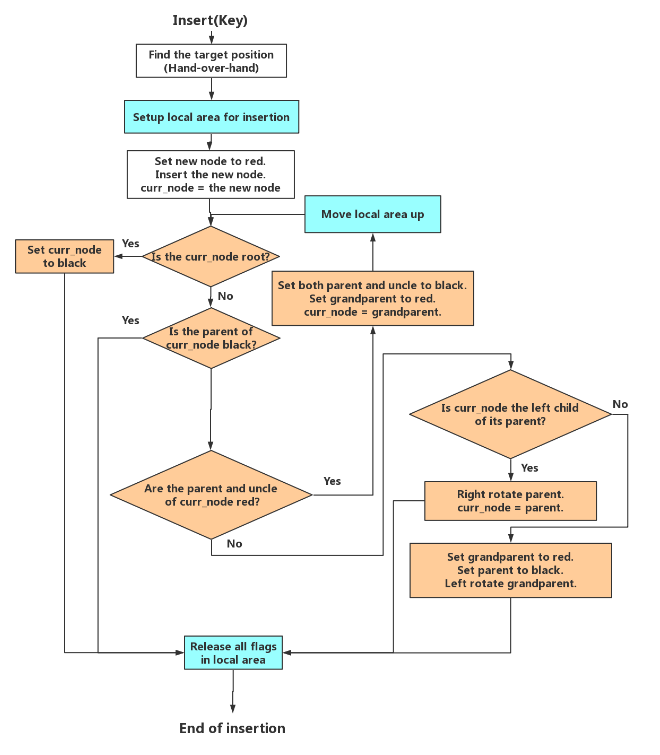 Insert(Key)
Find the target position
(Hand-over-hand)
Setup local area for insertion
Set new node to red.
Insert the new node.
curr_node = the new node
Move local area up
Yes
Set curr_node
to black
Is the curr_node root?
No
Set both parent and uncle to black.
Set grandparent to red.
curr_node = grandparent.
Yes
Is the parent of
curr_node black?
Is curr_node the left child
of its parent?
No
Yes
Are the parent and uncle
of curr_node red?
Yes
Right rotate parent.
curr_node = parent.
No
Set grandparent to red.
Set parent to black.
Left rotate grandparent.
Release all flags
in local area
End of insertion